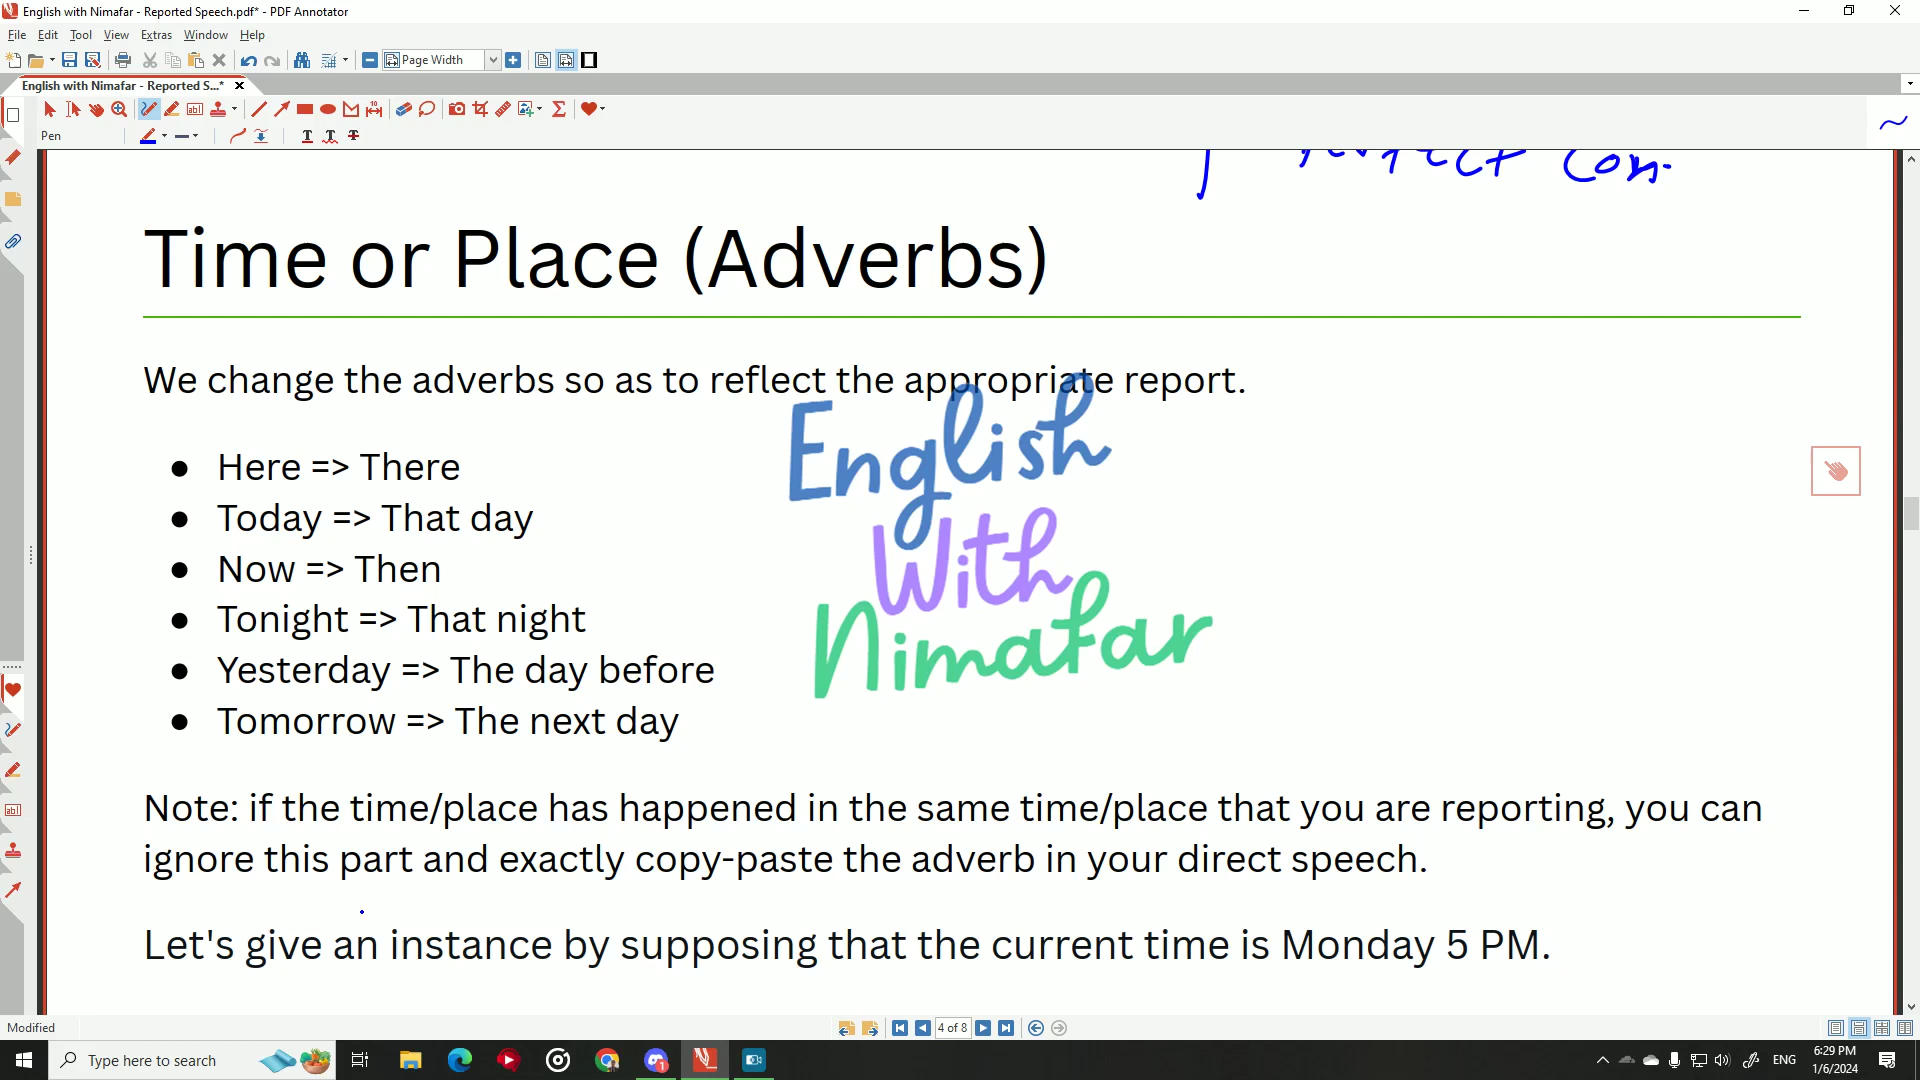 English with Nimafar - Reported Speech.pdf* - PDF Annotator
File Edit Tool View Extras Window Help
Page Width
English with Nimafar - Reported S...*
Pen
Perfect Con.
Time or Place (Adverbs)
We change the adverbs so as to reflect the appropriate report.
● Here => There
● Today => That day
● Now => Then
● Tonight => That night
● Yesterday => The day before
● Tomorrow => The next day
English
With
Nimafar
Note: if the time/place has happened in the same time/place that you are reporting, you can
ignore this part and exactly copy-paste the adverb in your direct speech.
Let's give an instance by supposing that the current time is Monday 5 PM.
Modified
4 of 8
Type here to search
ENG
6:29 PM
1/6/2024